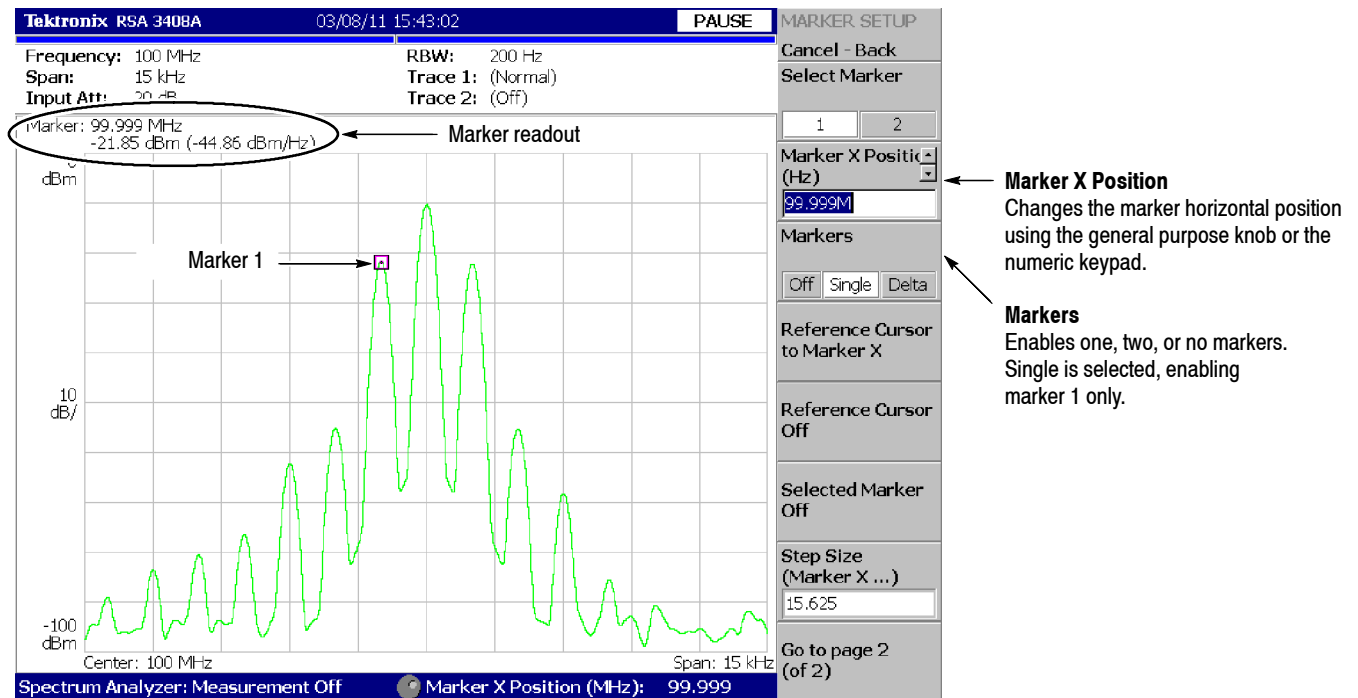 Tektronix RSA 3408A 03/08/11 15:43:02 PAUSE
Frequency: 100 MHz
Span: 15 kHz
Input Att: 20 dB
RBW: 200 Hz
Trace 1: (Normal)
Trace 2: (Off)
Marker: 99.999 MHz
-21.85 dBm (-44.86 dBm/Hz)
Marker readout
0
dBm
Marker 1
10
dB/
-100
dBm
Center: 100 MHz
Span: 15 kHz
Spectrum Analyzer: Measurement Off
Marker X Position (MHz): 99.999
MARKER SETUP
Cancel - Back
Select Marker
1 2
Marker X Positic
(Hz)
99.999M
Markers
Off Single Delta
Reference Cursor
to Marker X
Reference Cursor
Off
Selected Marker
Off
Step Size
(Marker X ...)
15.625
Go to page 2
(of 2)
Marker X Position
Changes the marker horizontal position
using the general purpose knob or the
numeric keypad.
Markers
Enables one, two, or no markers.
Single is selected, enabling
marker 1 only.